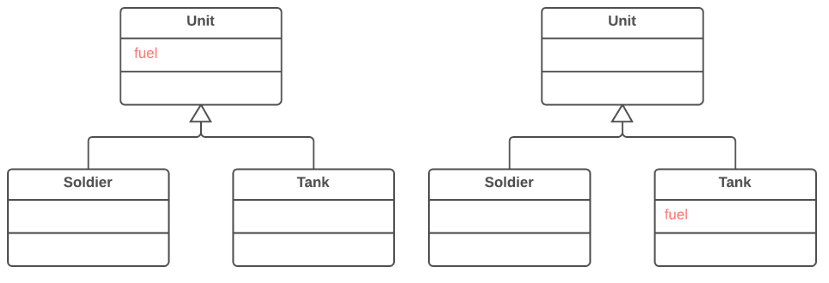 Unit
fuel
Soldier
Tank
Unit
Soldier
Tank
fuel